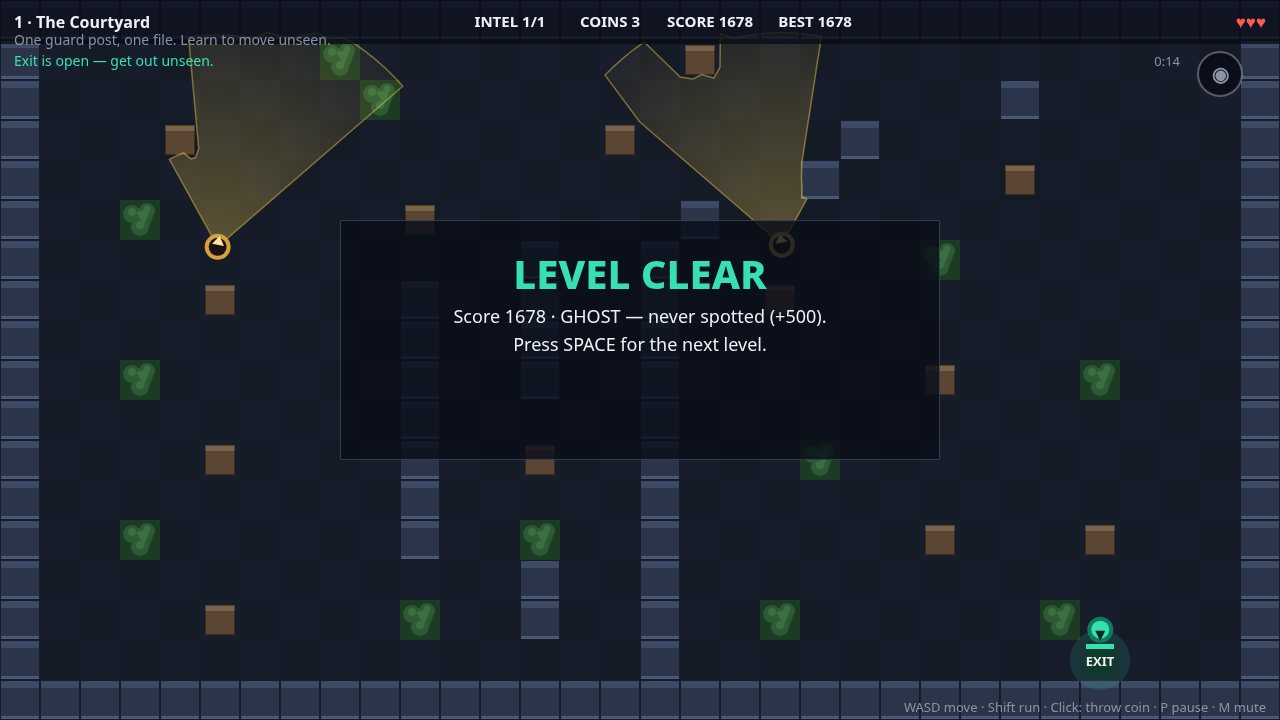 1 · The Courtyard
INTEL 1/1 COINS 3 SCORE 1678 BEST 1678 ♥♥♥
One guard post, one file. Learn to move unseen.
Exit is open — get out unseen.
0:14
LEVEL CLEAR
Score 1678 · GHOST — never spotted (+500).
Press SPACE for the next level.
EXIT
WASD move · Shift run · Click: throw coin · P pause · M mute